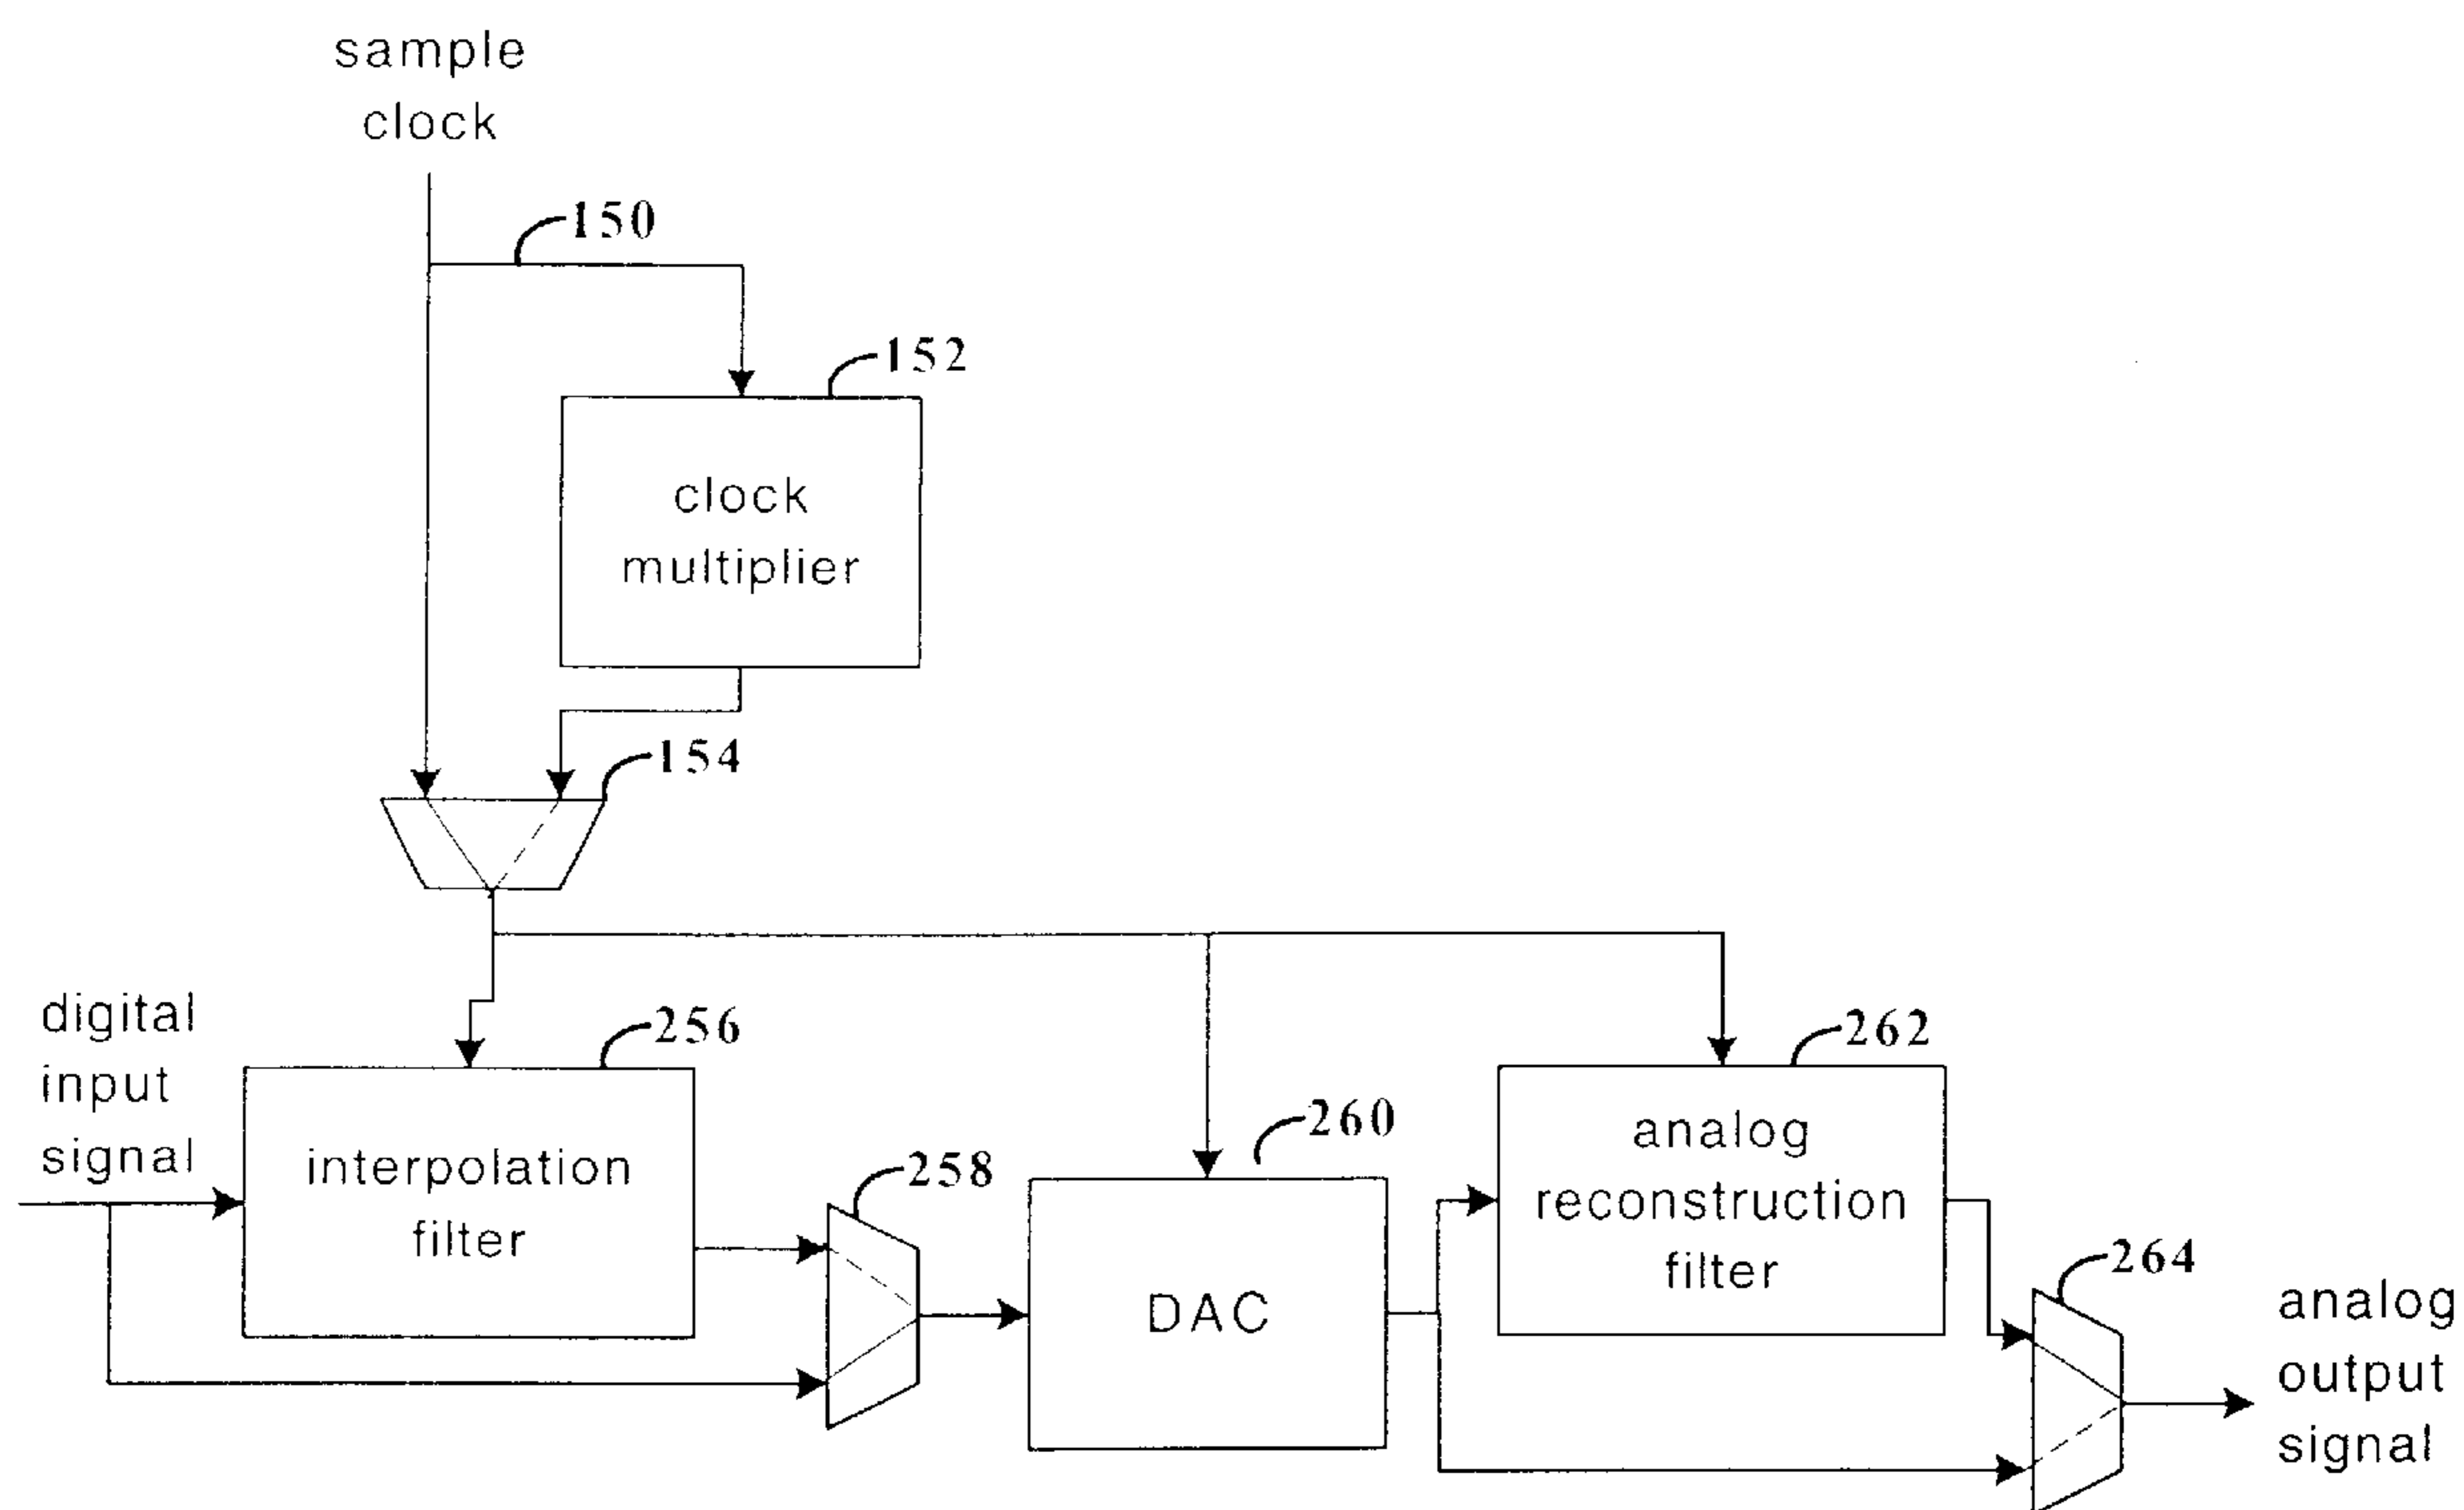 sample
clock
150
152
clock
multiplier
154
digital
input
signal
256
interpolation
filter
258
260
DAC
262
analog
reconstruction
filter
264
analog
output
signal